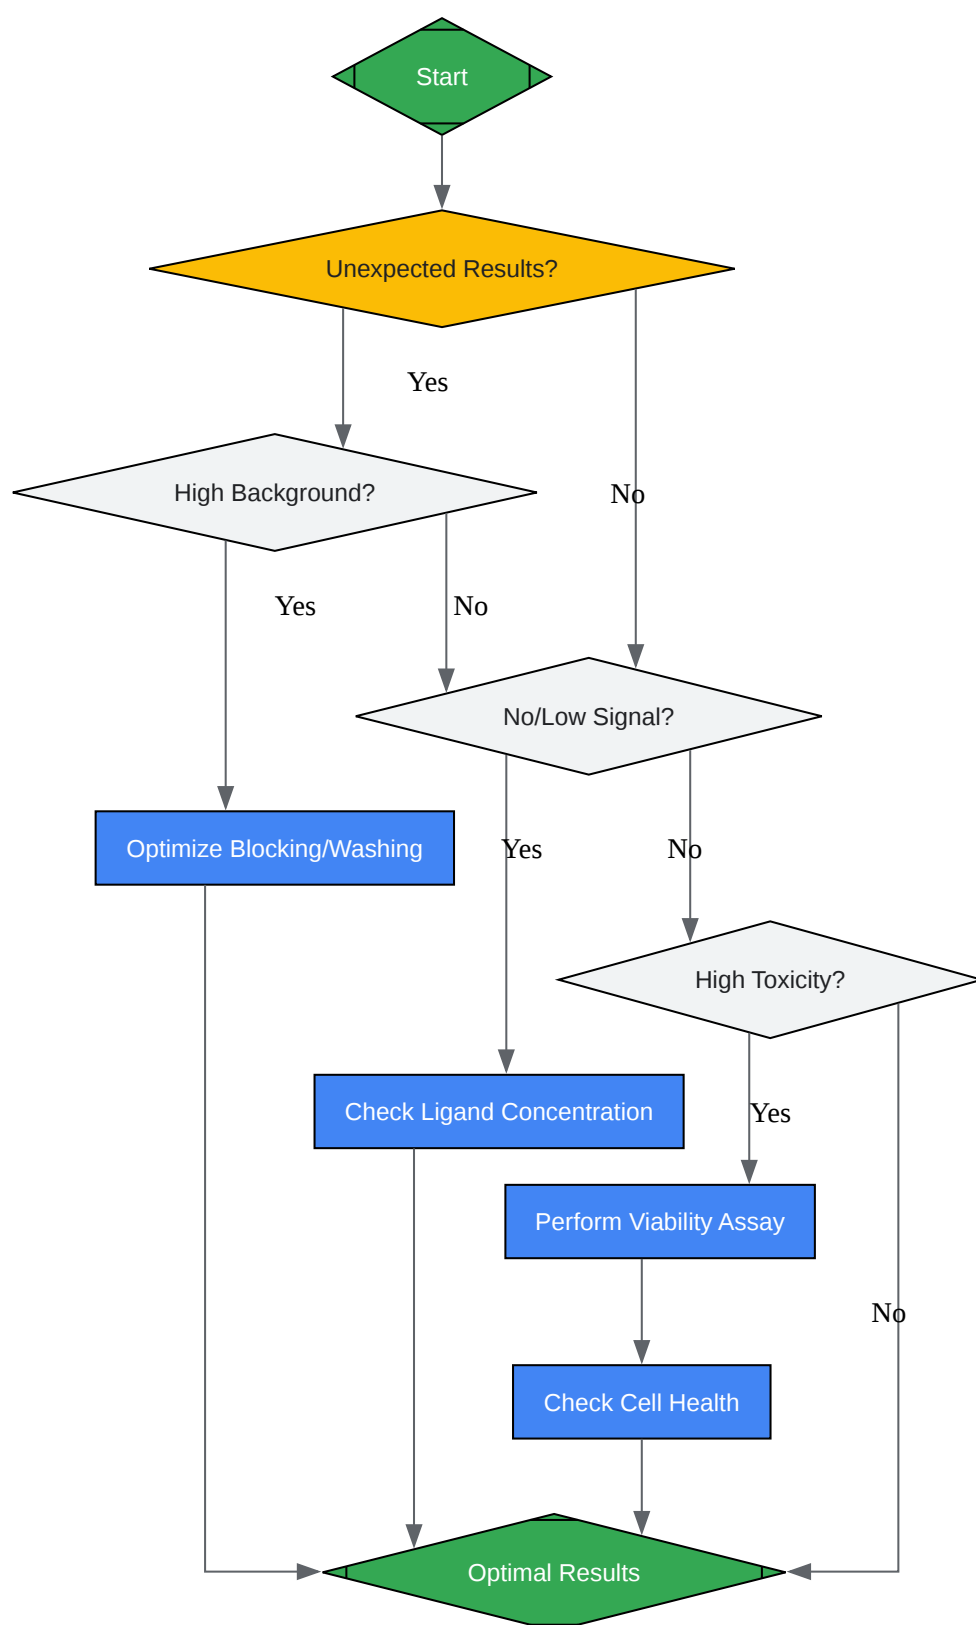 Start
Unexpected Results?
Yes
High Background?
No
Yes
No
No/Low Signal?
Optimize Blocking/Washing
Yes
No
High Toxicity?
Check Ligand Concentration
Yes
Perform Viability Assay
No
Check Cell Health
Optimal Results